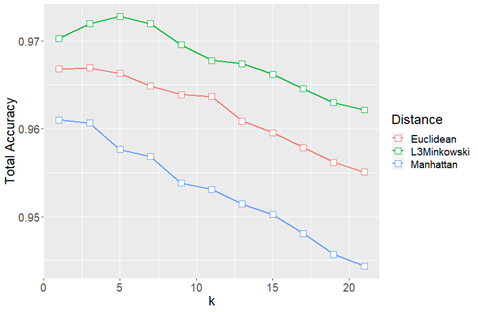 Total Accuracy
0.97
0.96
0.95
0
5
10
15
20
k
Distance
Euclidean
L3Minkowski
Manhattan